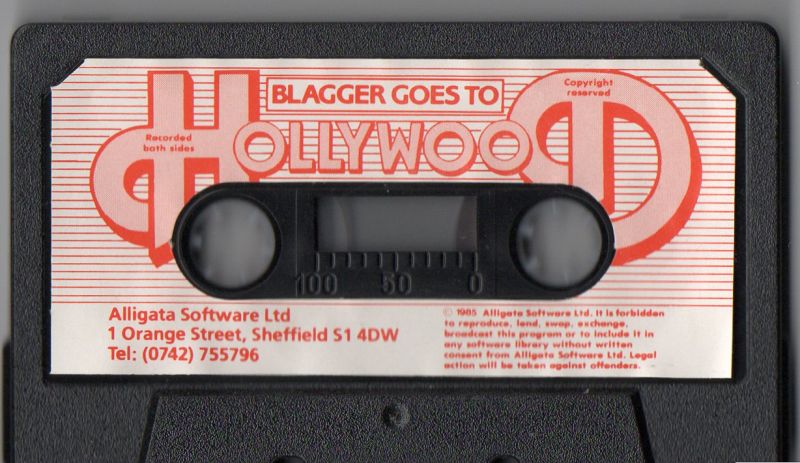 BLAGGER GOES TO
HOLLYWOOD
Copyright
reserved
Recorded
both sides
100 50 0
Alligata Software Ltd
1 Orange Street, Sheffield S1 4DW
Tel: (0742) 755796
© 1985 Alligata Software Ltd. It is forbidden
to reproduce, lend, swap, exchange,
broadcast this program or to include it in
any software library without written
consent from Alligata Software Ltd. Legal
action will be taken against offenders.